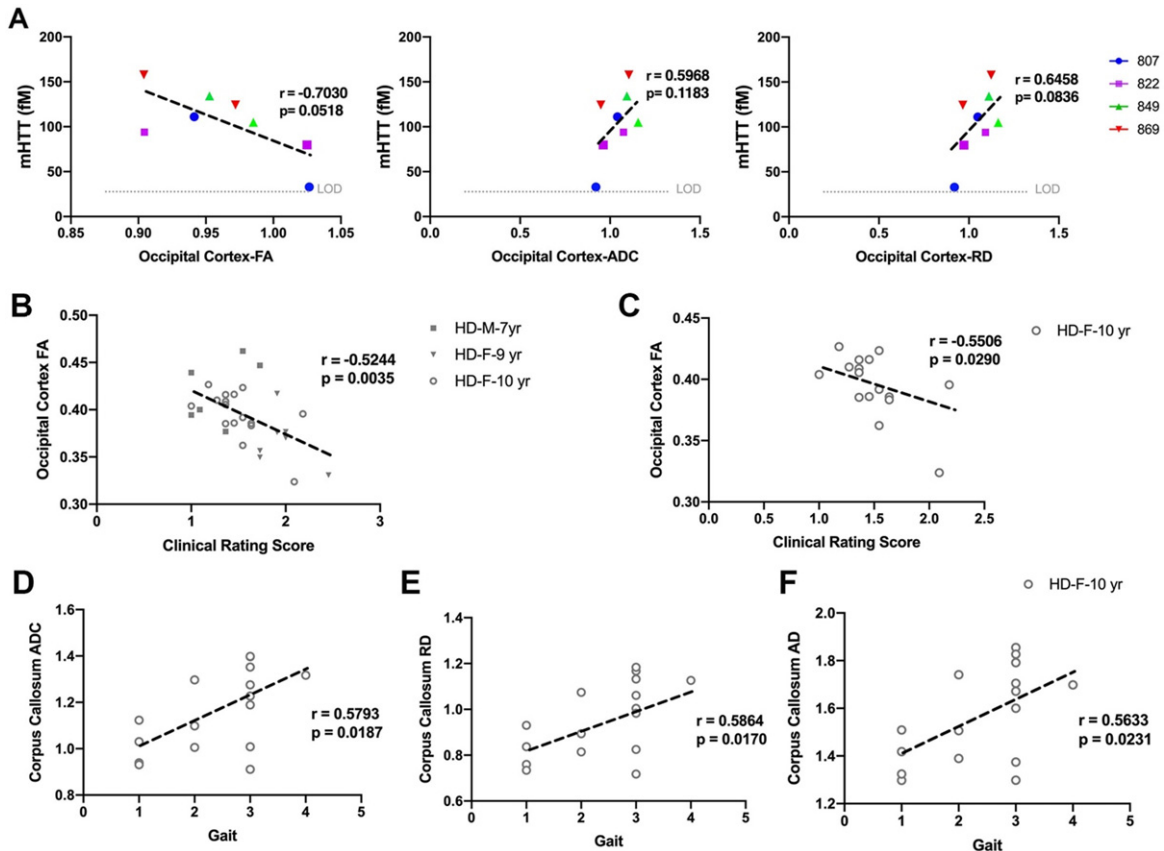 A
mHTT (fM)
200
150
100
50
0
r = -0.7030
p= 0.0518
LOD
0.85 0.90 0.95 1.00 1.05
Occipital Cortex-FA
mHTT (fM)
200
150
100
50
0
r = 0.5968
p= 0.1183
LOD
0.0 0.5 1.0 1.5
Occipital Cortex-ADC
mHTT (fM)
200
150
100
50
0
r = 0.6458
p= 0.0836
LOD
0.0 0.5 1.0 1.5
Occipital Cortex-RD
807
822
849
869
B
Occipital Cortex FA
0.50
0.45
0.40
0.35
0.30
r = -0.5244
p = 0.0035
0 1 2 3
Clinical Rating Score
HD-M-7yr
HD-F-9 yr
HD-F-10 yr
C
Occipital Cortex FA
0.45
0.40
0.35
0.30
r = -0.5506
p = 0.0290
0.0 0.5 1.0 1.5 2.0 2.5
Clinical Rating Score
HD-F-10 yr
D
Corpus Callosum ADC
1.6
1.4
1.2
1.0
0.8
r = 0.5793
p = 0.0187
0 1 2 3 4 5
Gait
E
Corpus Callosum RD
1.4
1.2
1.0
0.8
0.6
r = 0.5864
p = 0.0170
0 1 2 3 4 5
Gait
F
HD-F-10 yr
Corpus Callosum AD
2.0
1.8
1.6
1.4
1.2
r = 0.5633
p = 0.0231
0 1 2 3 4 5
Gait